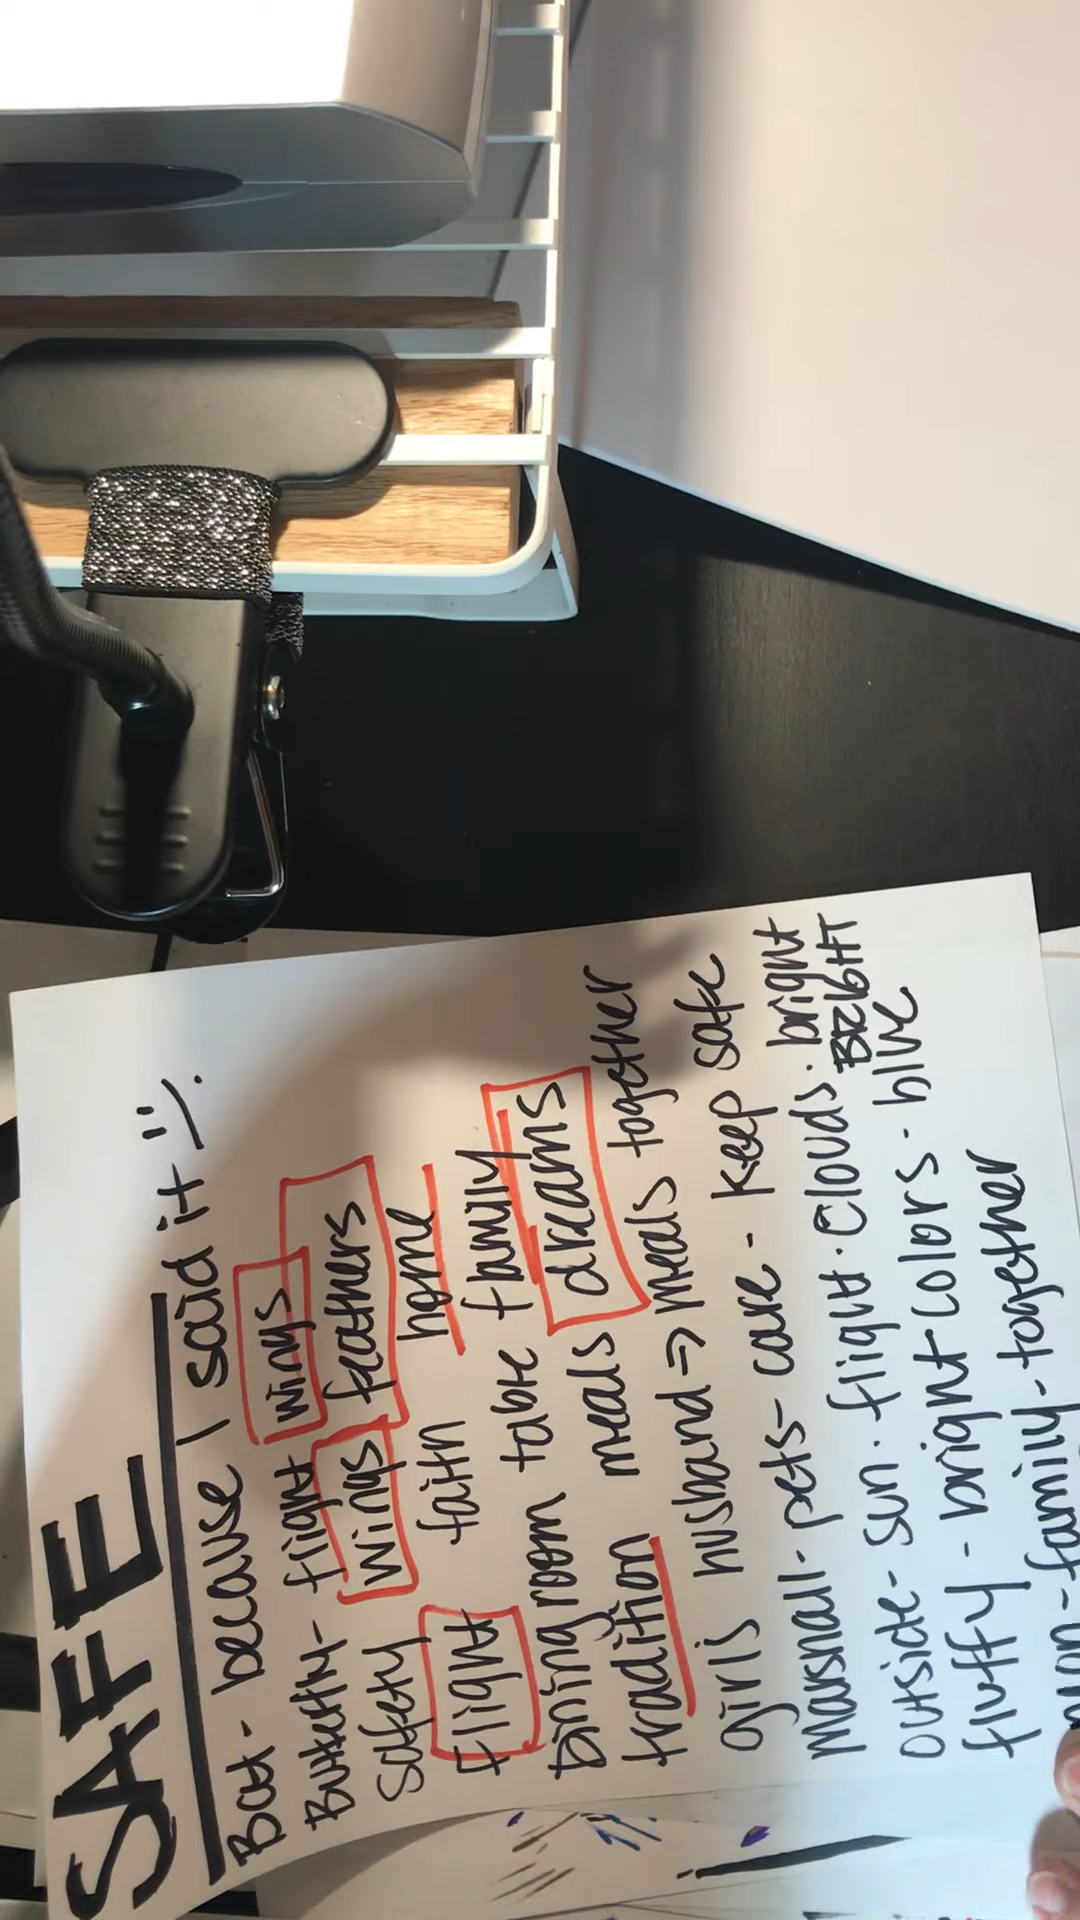 SAFE
Bat - because I said it
Butterfly - flight wings
safety wings feathers
Flight faith home
Dining room table family
tradition meals dreams
girls husband => meals together
Marshall - pets - care - keep safe
outside - sun. flight. clouds. bright
fluffy - bright colors - blue BRIGHT
- family - together